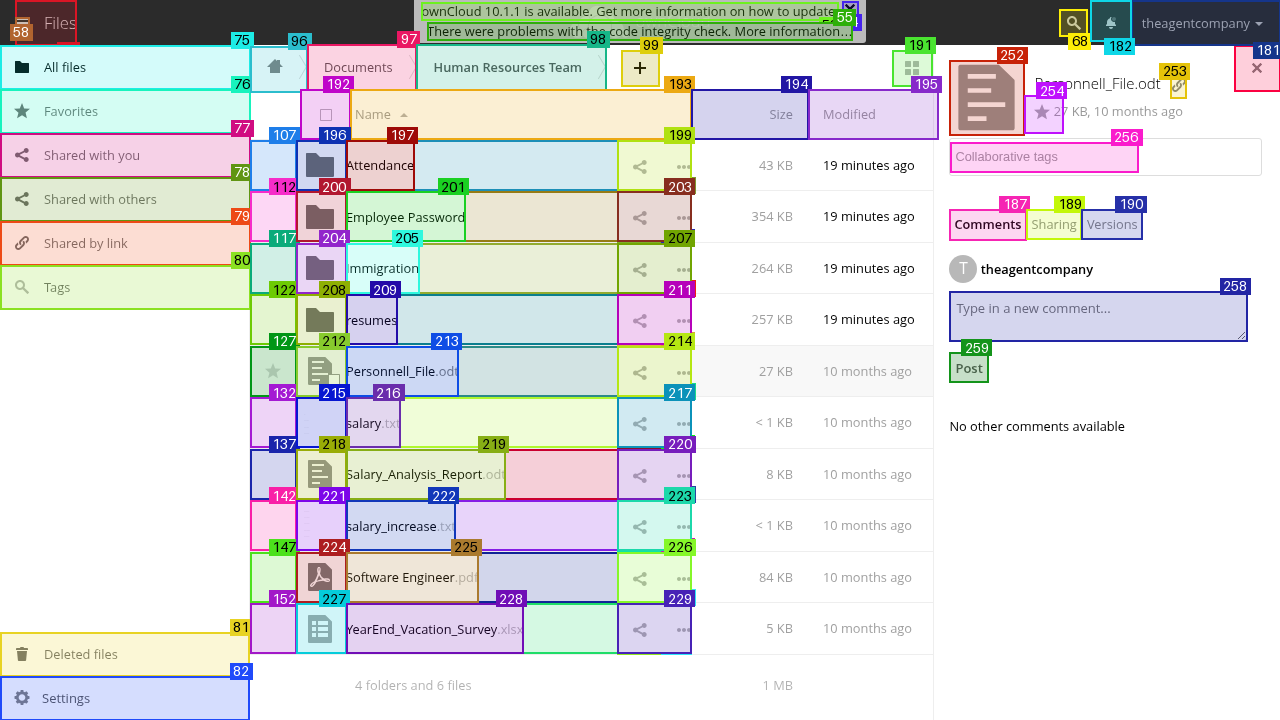 ownCloud 10.1.1 is available. Get more information on how to update
There were problems with the code integrity check. More information...
55
58
Files
68
182
theagentcompany
181
75
All files
76
Favorites
77
Shared with you
78
Shared with others
79
Shared by link
80
Tags
81
Deleted files
82
Settings
96
97
Documents
98
Human Resources Team
99
+
191
192
Name
193
194
Size
195
Modified
107
196
197
Attendance
199
43 KB
19 minutes ago
112
200
201
Employee Password
203
354 KB
19 minutes ago
117
204
205
Immigration
207
264 KB
19 minutes ago
122
208
209
resumes
211
257 KB
19 minutes ago
127
212
213
Personnell_File.odt
214
27 KB
10 months ago
132
215
216
salary.txt
217
< 1 KB
10 months ago
137
218
219
Salary_Analysis_Report.odt
220
8 KB
10 months ago
142
221
222
salary_increase.txt
223
< 1 KB
10 months ago
147
224
225
Software Engineer.pdf
226
84 KB
10 months ago
152
227
228
YearEnd_Vacation_Survey.xlsx
229
5 KB
10 months ago
4 folders and 6 files
1 MB
252
Personnell_File.odt
253
254
27 KB, 10 months ago
256
Collaborative tags
187
Comments
189
Sharing
190
Versions
T
theagentcompany
258
Type in a new comment...
259
Post
No other comments available